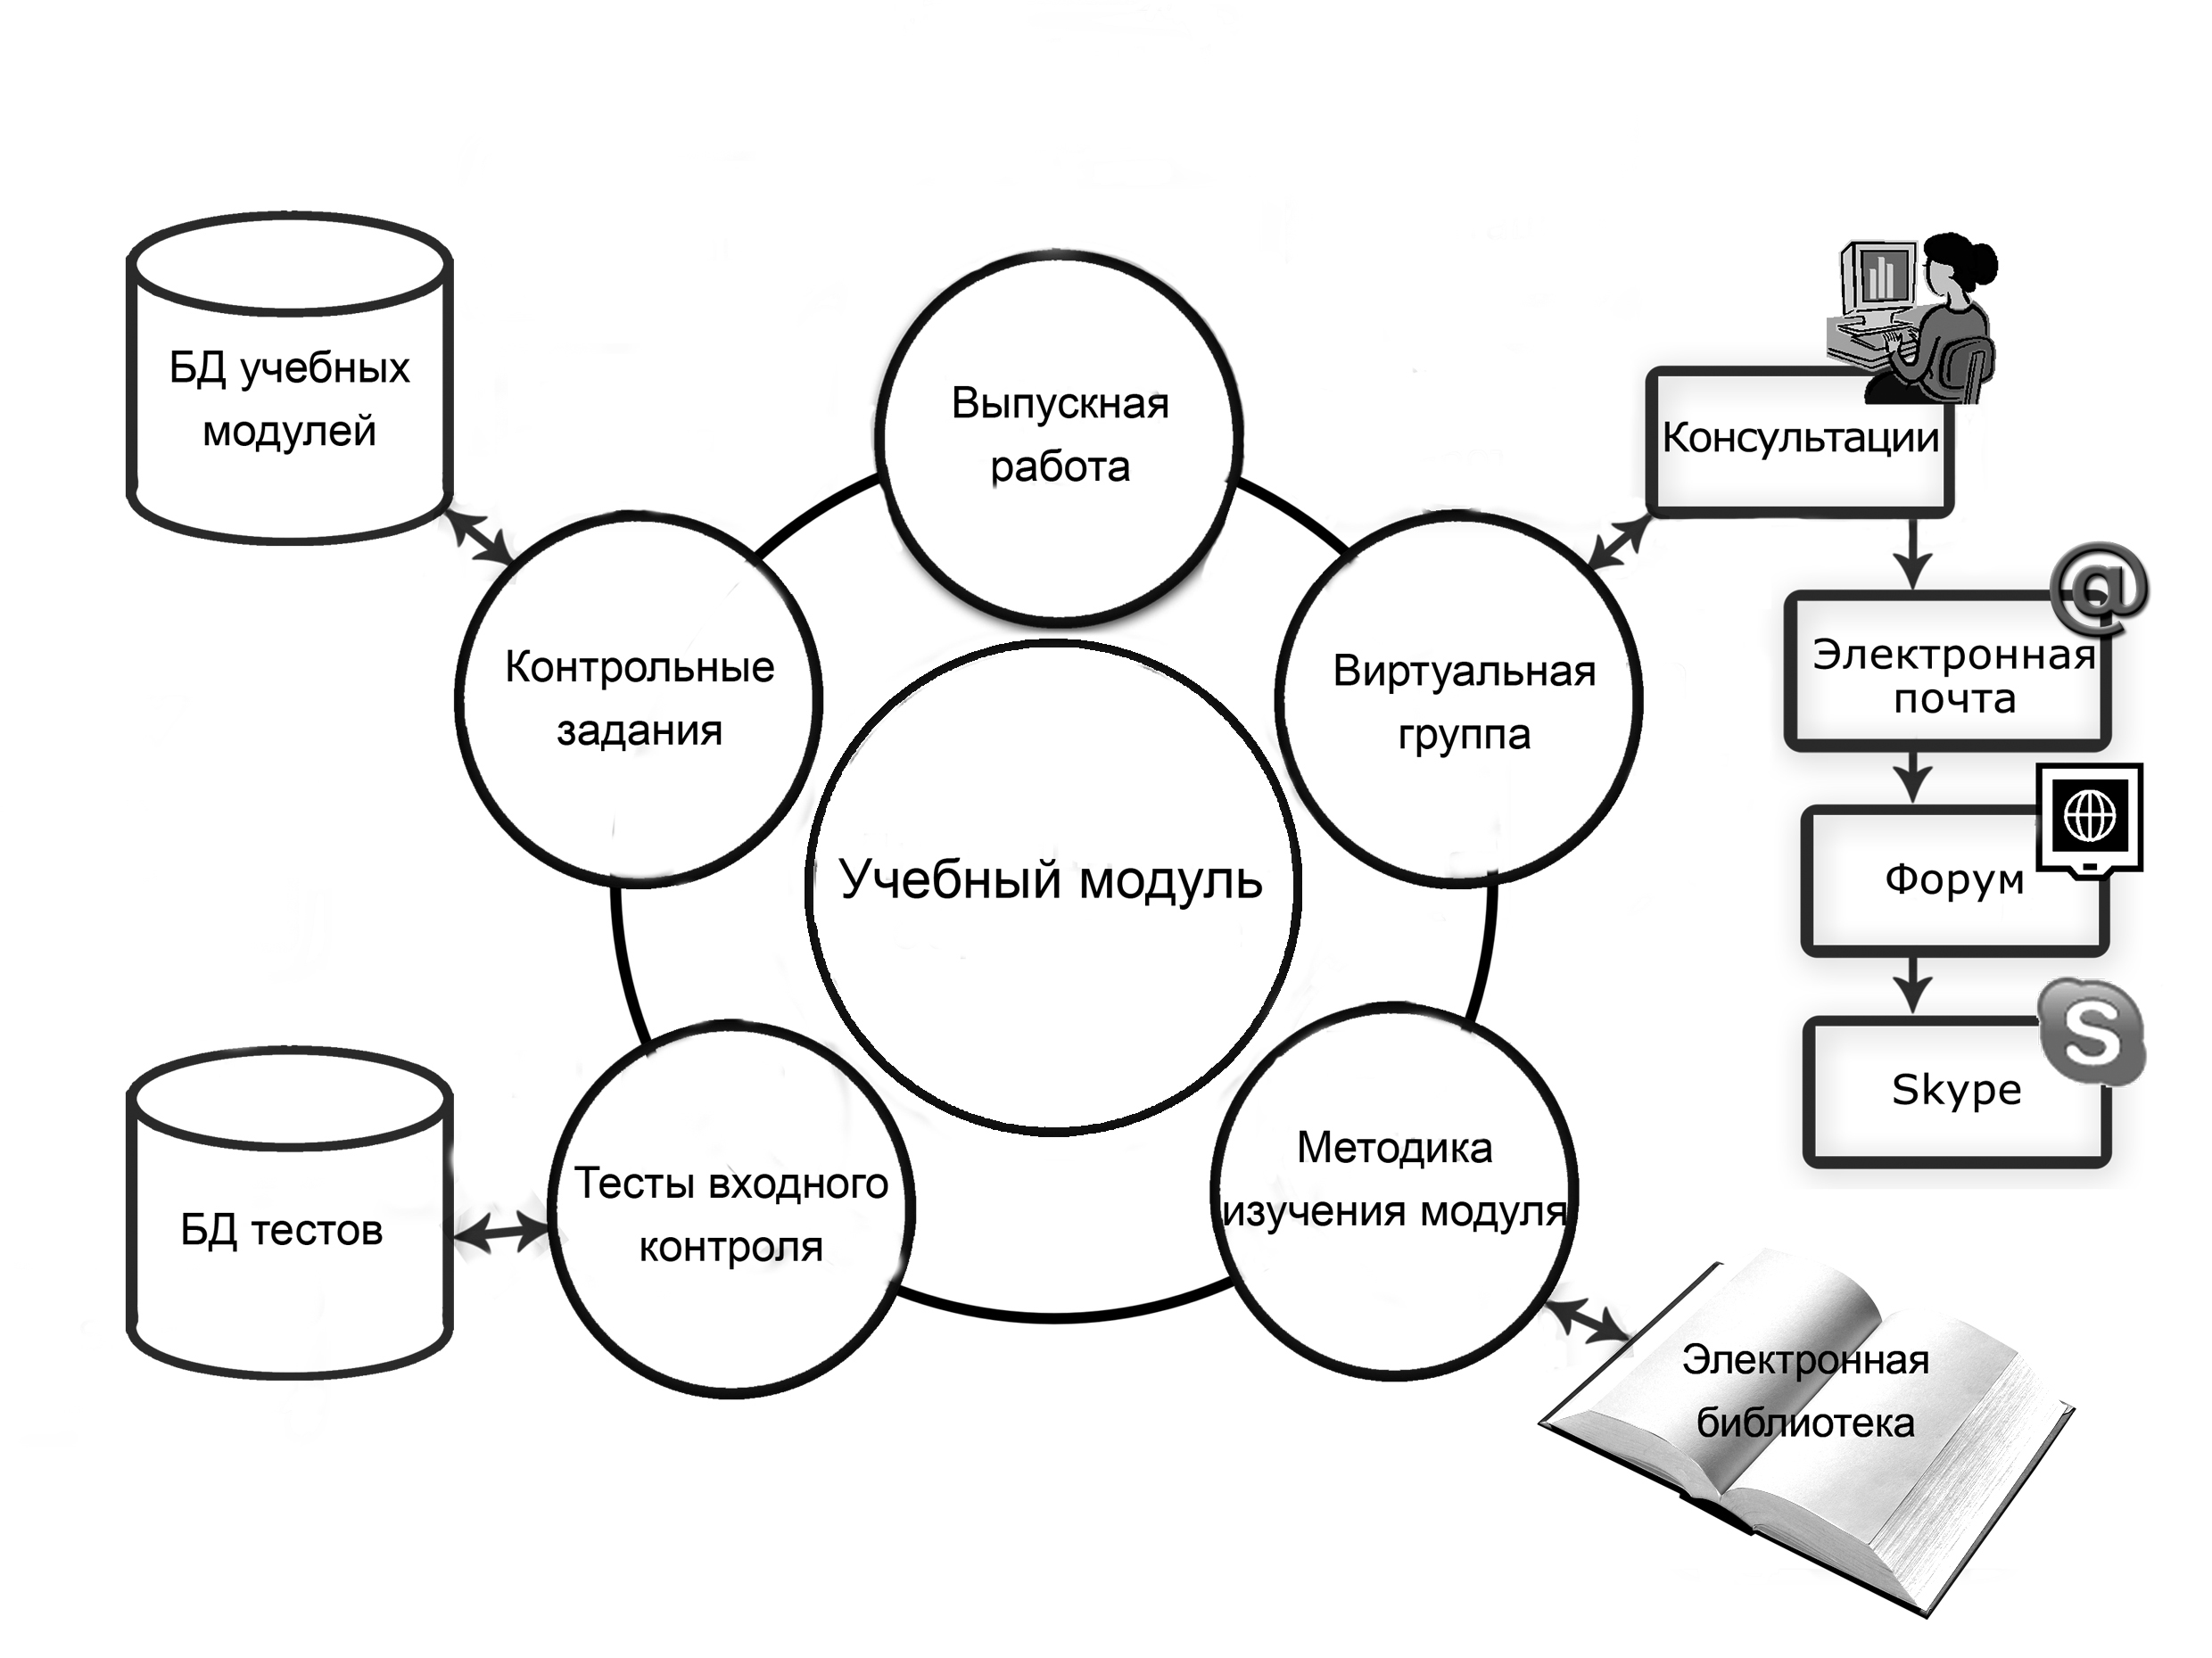 БД учебных
модулей
Выпускная
работа
Консультации
Контрольные
задания
Виртуальная
группа
@
Электронная
почта
Учебный модуль
Форум
S
Skype
БД тестов
Тесты входного
контроля
Методика
изучения модуля
Электронная
библиотека